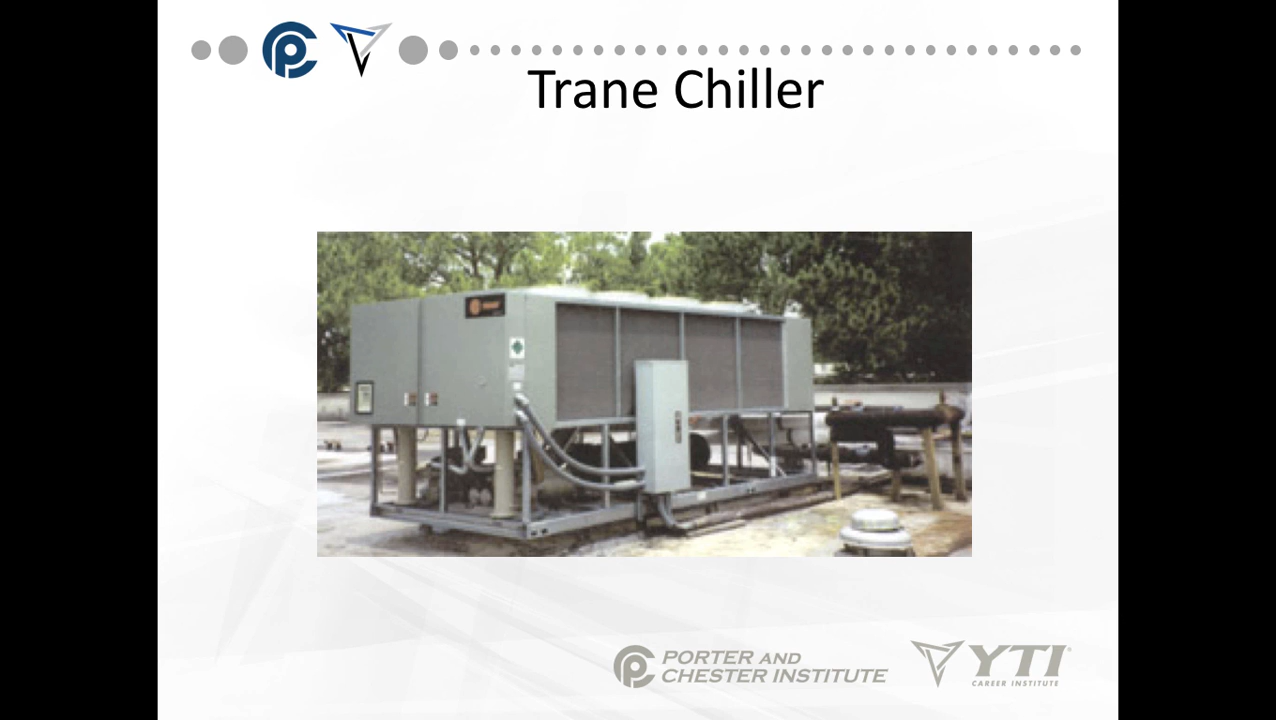 Trane Chiller
PORTER AND
CHESTER INSTITUTE
YTI
CAREER INSTITUTE